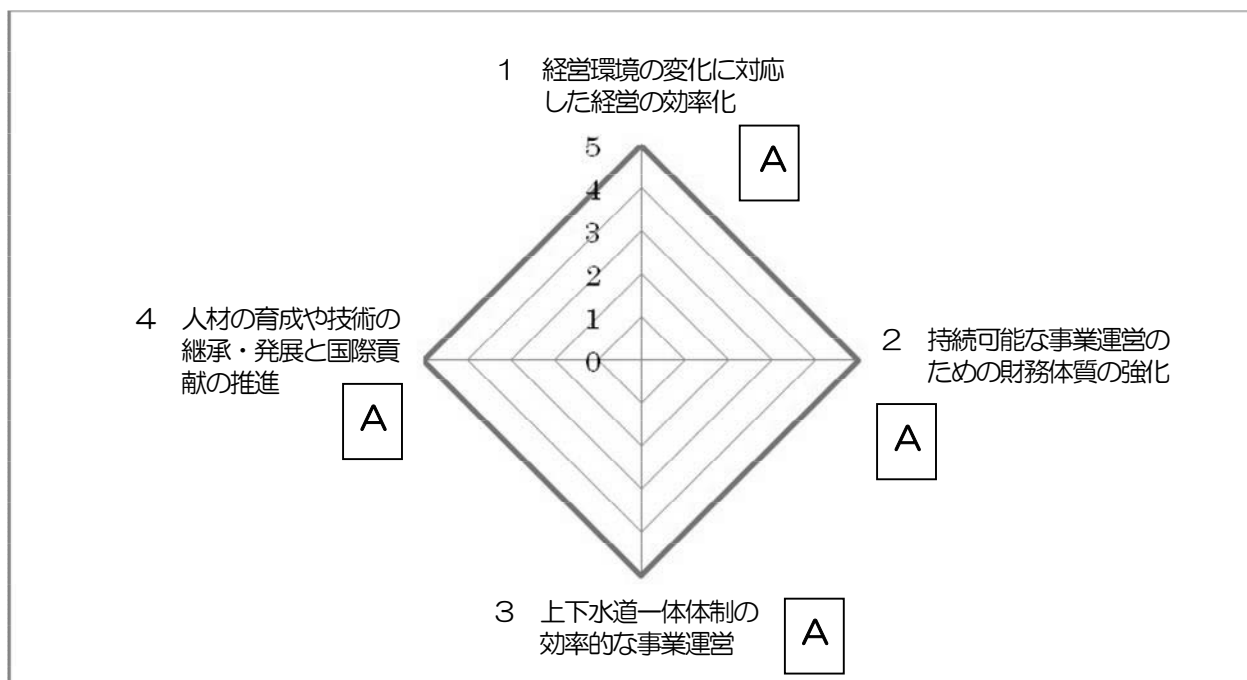 １　経営環境の変化に対応
した経営の効率化
A
5
4
3
2
1
0
４　人材の育成や技術の
継承・発展と国際貢
献の推進
A
２　持続可能な事業運営の
ための財務体質の強化
A
３　上下水道一体体制の
効率的な事業運営
A